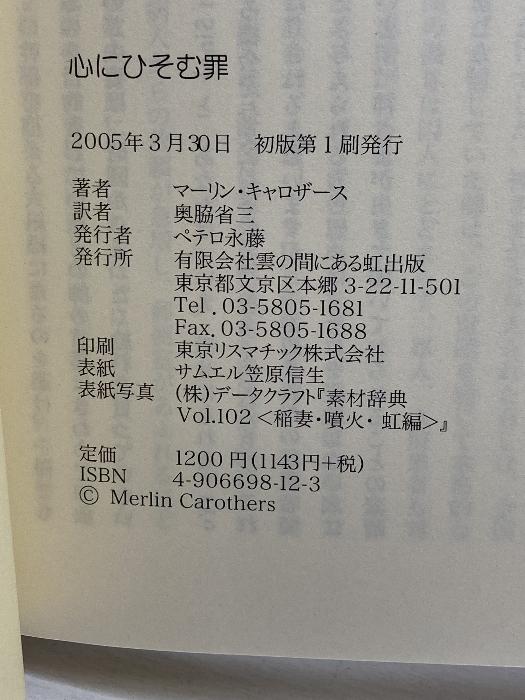 心にひそむ罪
2005年3月30日　初版第1刷発行
著者　マーリン・キャロザース
訳者　奥脇省三
発行者　ペテロ永藤
発行所　有限会社雲の間にある虹出版
東京都文京区本郷3-22-11-501
Tel. 03-5805-1681
Fax. 03-5805-1688
印刷　東京リスマチック株式会社
表紙　サムエル笠原信生
表紙写真　(株)データクラフト『素材辞典
Vol.102<稲妻・噴火・虹編>』
定価　1200円(1143円+税)
ISBN　4-906698-12-3
© Merlin Carothers